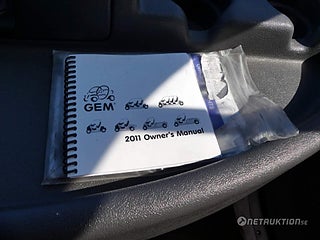 GEM
2011 Owner's Manual
NETRUKTION.SE